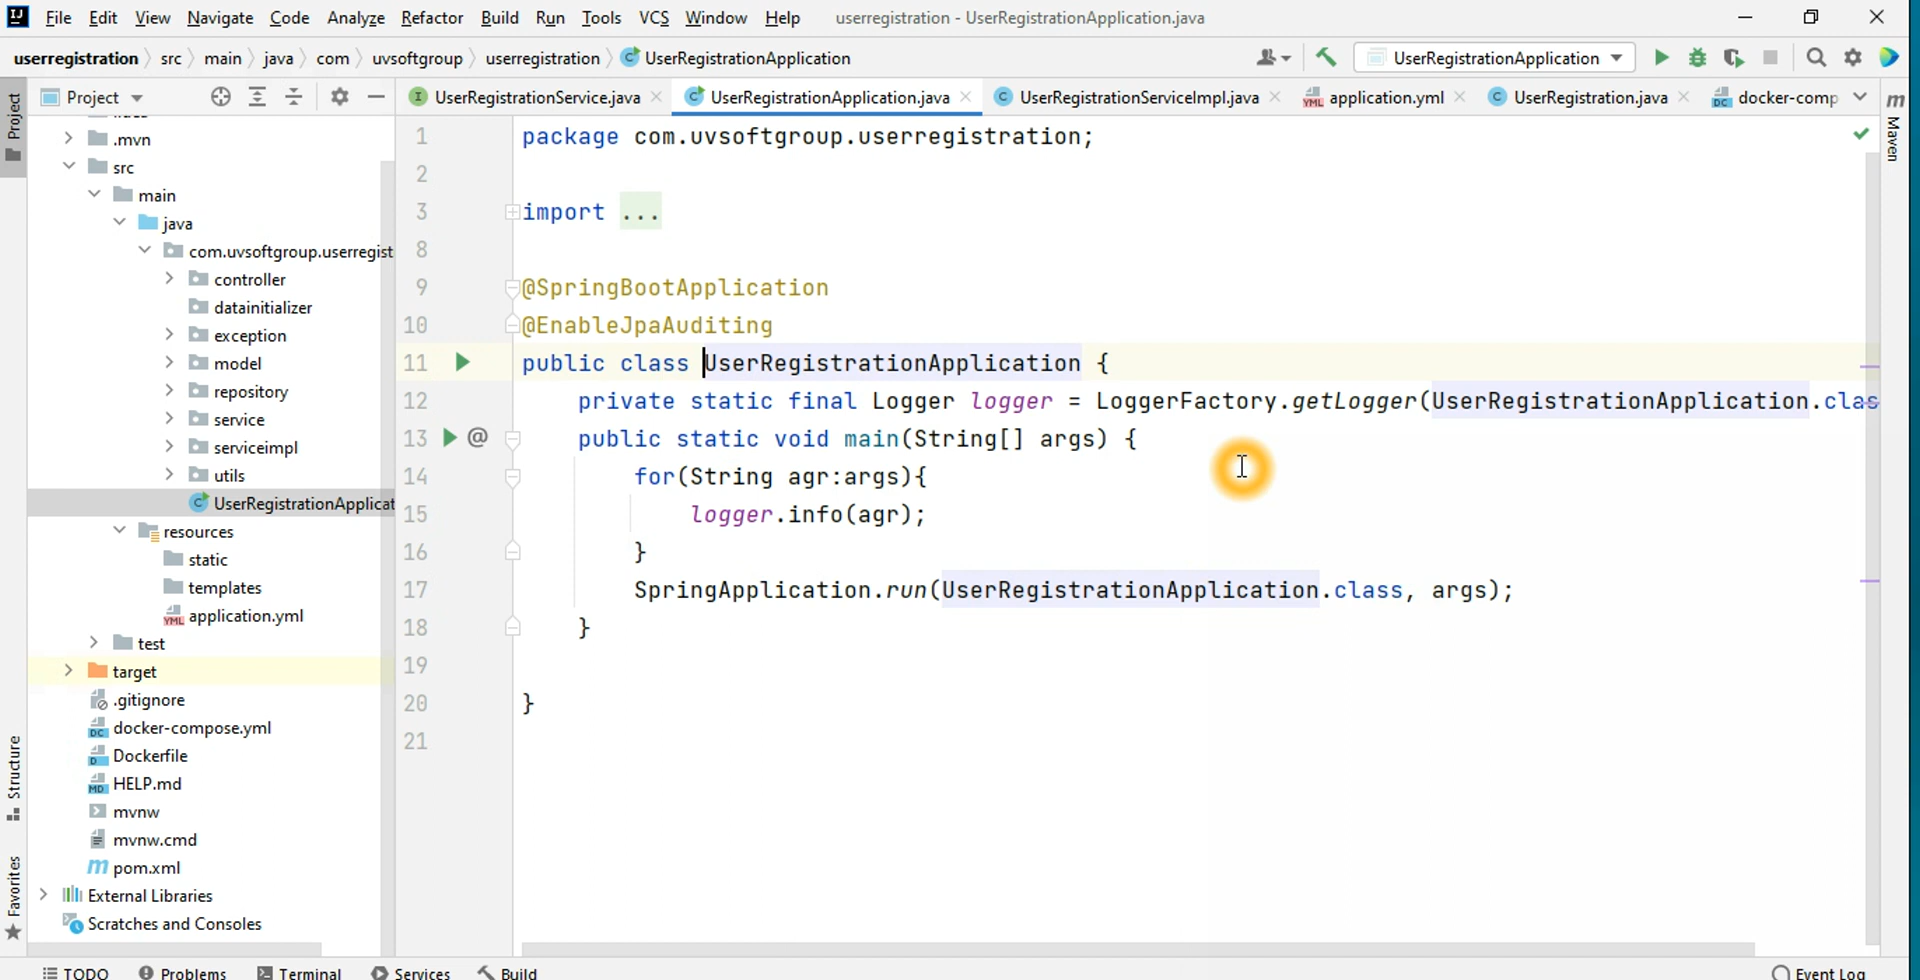 IJ File Edit View Navigate Code Analyze Refactor Build Run Tools VCS Window Help userregistration - UserRegistrationApplication.java
userregistration src main java com uvsoftgroup userregistration C UserRegistrationApplication UserRegistrationApplication
Project
Project
I UserRegistrationService.java C UserRegistrationApplication.java C UserRegistrationServiceImpl.java YML application.yml C UserRegistration.java DC docker-comp
m Maven
.mvn
src
main
java
com.uvsoftgroup.userregist
controller
datainitializer
exception
model
repository
service
serviceimpl
utils
C UserRegistrationApplicat
resources
static
templates
YML application.yml
test
target
.gitignore
DC docker-compose.yml
D Dockerfile
MD HELP.md
mvnw
mvnw.cmd
m pom.xml
External Libraries
Scratches and Consoles
Structure
Favorites
1 package com.uvsoftgroup.userregistration;
2
3 import ...
8
9 @SpringBootApplication
10 @EnableJpaAuditing
11 public class UserRegistrationApplication {
12 private static final Logger logger = LoggerFactory.getLogger(UserRegistrationApplication.clas
13 @ public static void main(String[] args) {
14 for(String agr:args){
15 logger.info(agr);
16 }
17 SpringApplication.run(UserRegistrationApplication.class, args);
18 }
19
20 }
21
TODO Problems Terminal Services Build Event Log